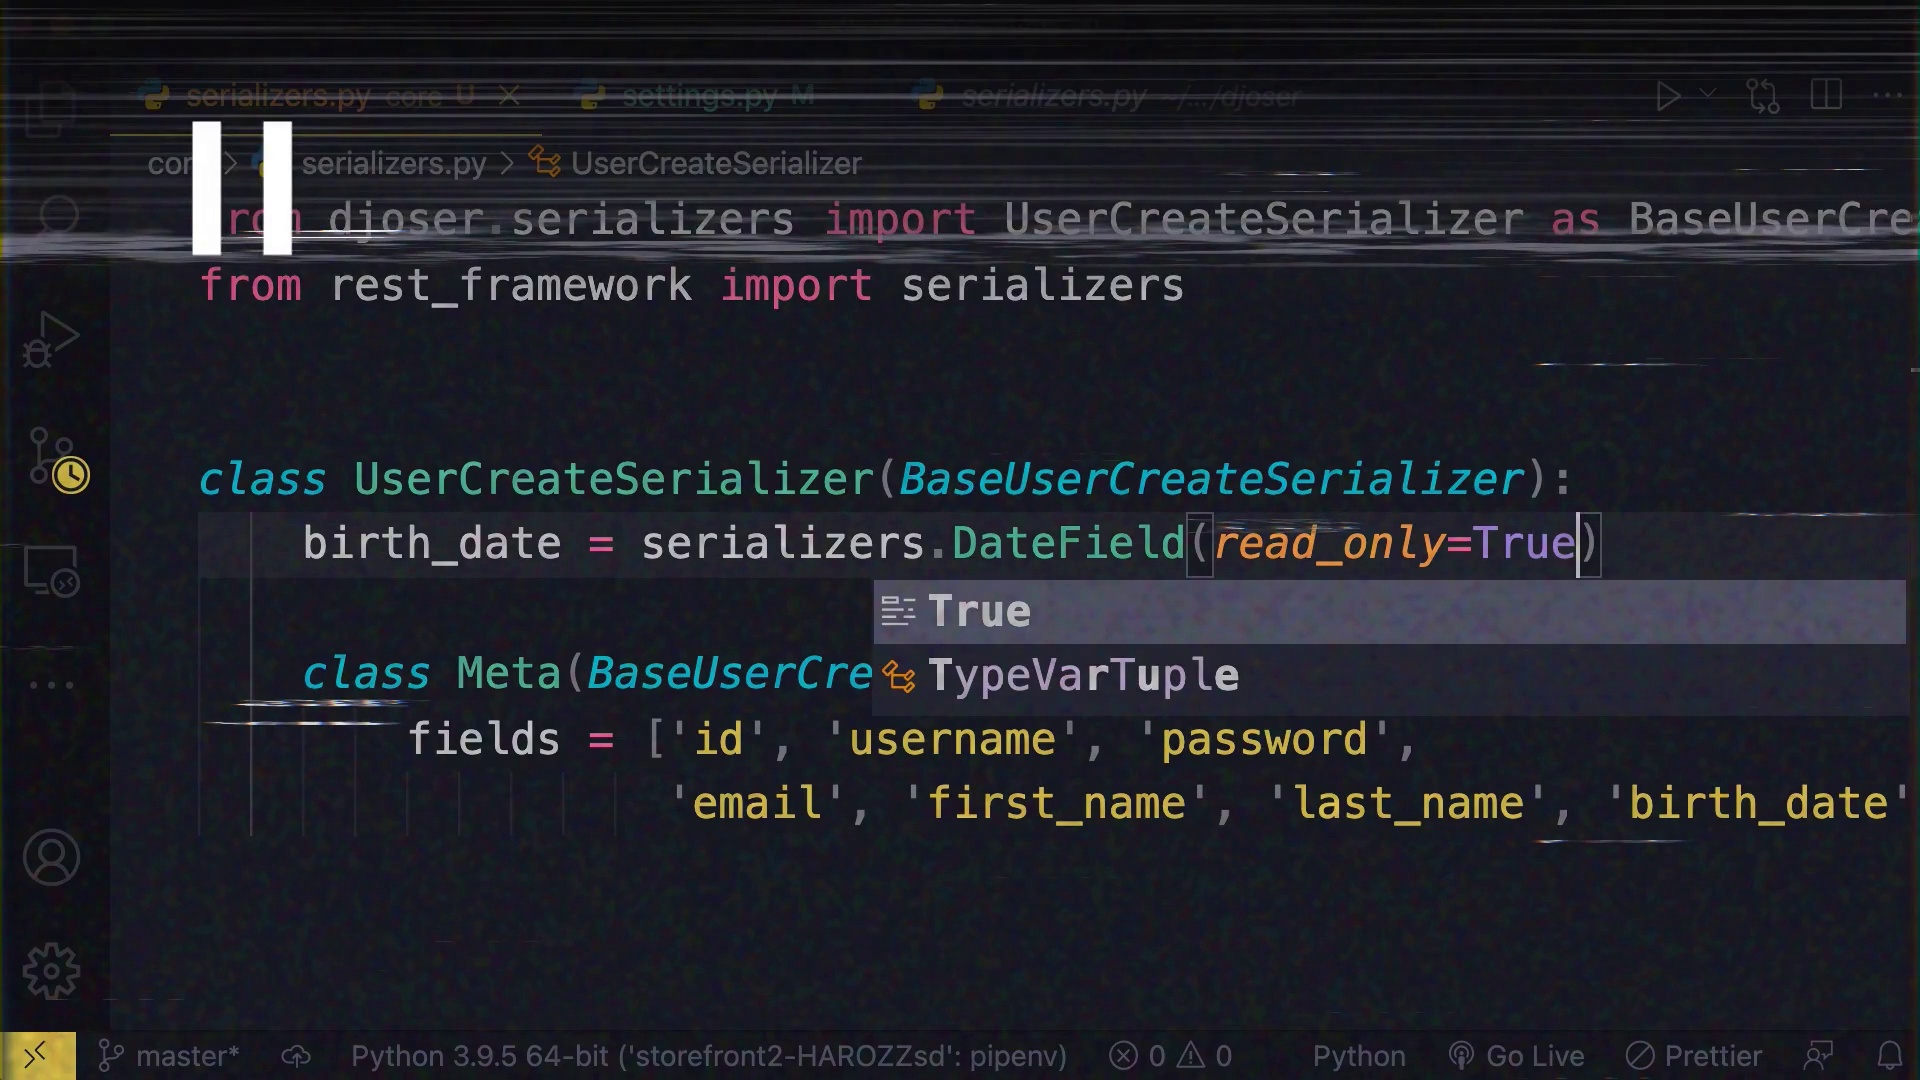 serializers.py core U settings.py M serializers.py ~/.../djoser
serializers.py UserCreateSerializer
djoser.serializers import UserCreateSerializer as BaseUserCre
from rest_framework import serializers
class UserCreateSerializer(BaseUserCreateSerializer):
birth_date = serializers.DateField(read_only=True)
True
class Meta(BaseUserCre
TypeVarTuple
fields = ['id', 'username', 'password',
'email', 'first_name', 'last_name', 'birth_date'
master* Python 3.9.5 64-bit ('storefront2-HAROZZsd': pipenv) 0 0 Python Go Live Prettier